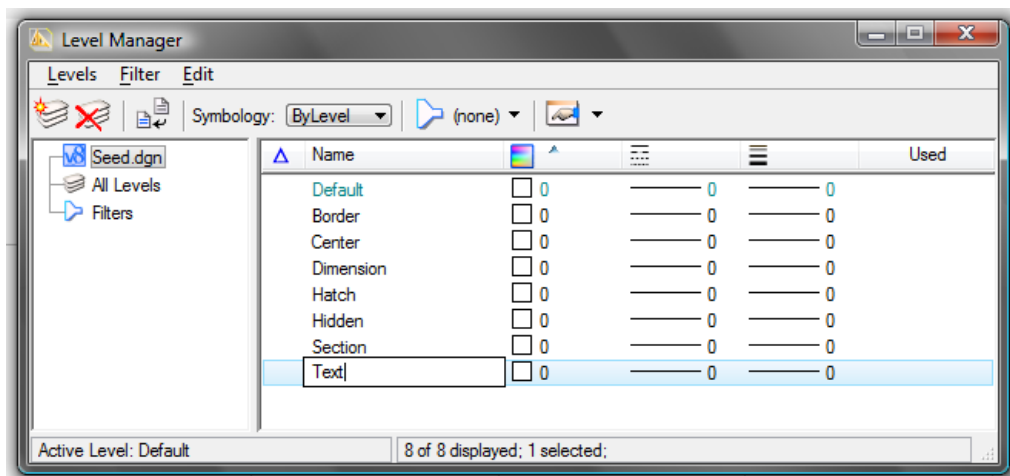 Level Manager
Levels Filter Edit
Symbology: ByLevel (none)
V8 Seed.dgn
All Levels
Filters
Name Used
Default 0 0 0
Border 0 0 0
Center 0 0 0
Dimension 0 0 0
Hatch 0 0 0
Hidden 0 0 0
Section 0 0 0
Text 0 0 0
Active Level: Default 8 of 8 displayed; 1 selected;